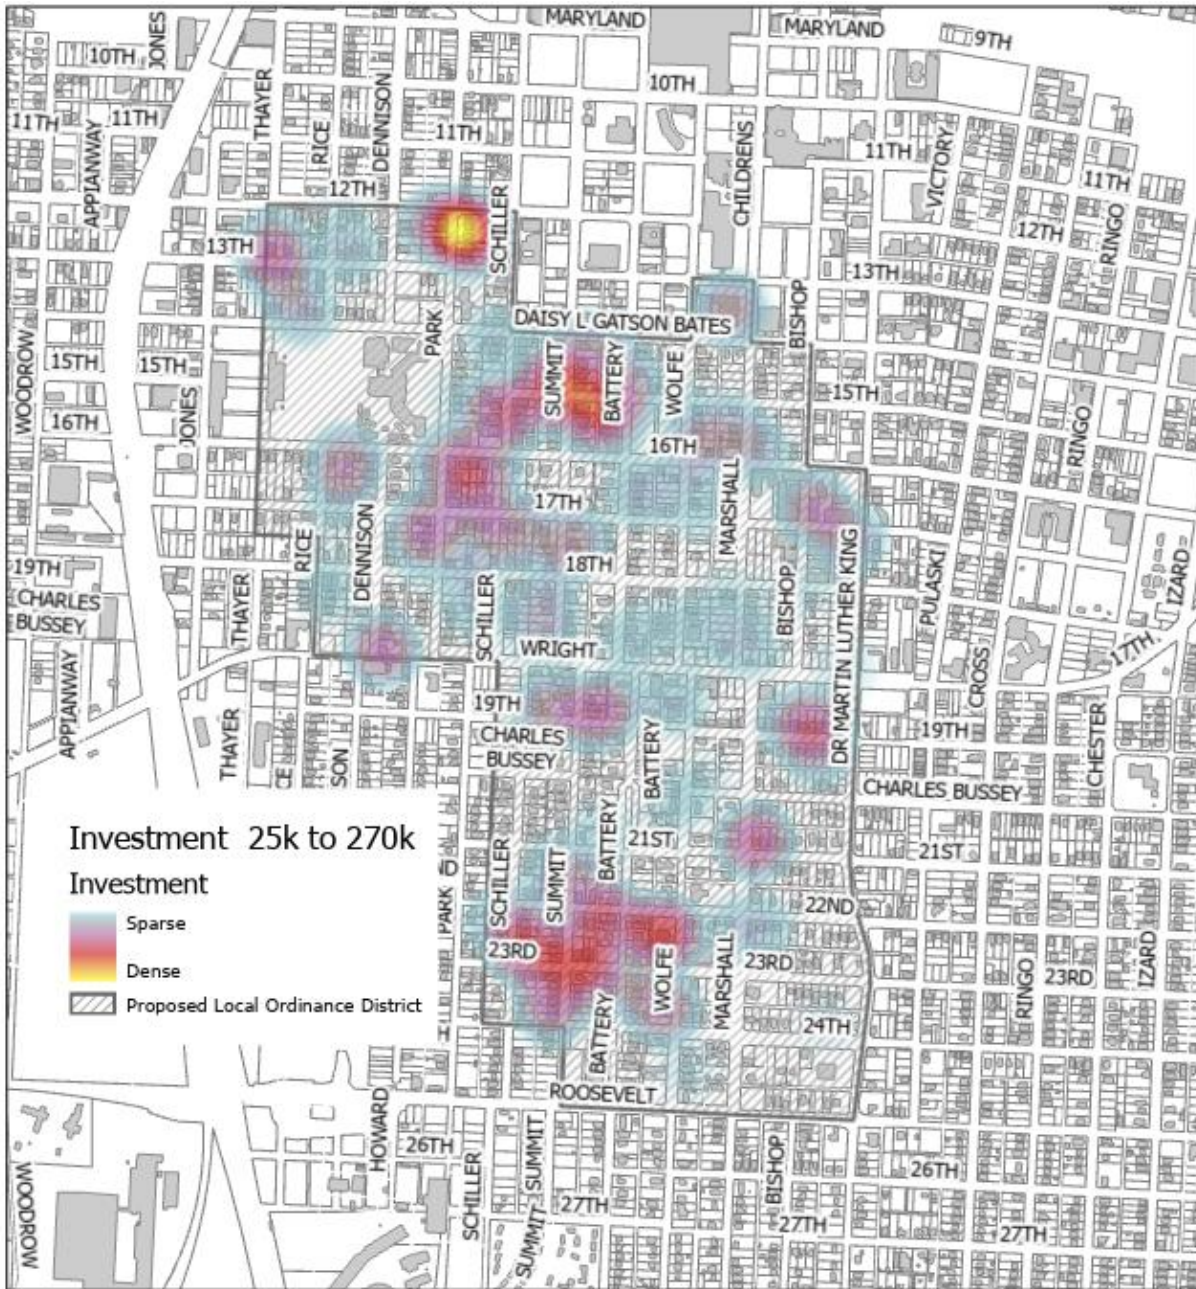 MARYLAND
MARYLAND
9TH
JONES
10TH
10TH
THAYER
11TH
11TH
RICE
DENNISON
11TH
CHILDRENS
11TH
VICTORY
11TH
APPIANWAY
12TH
SCHILLER
12TH
RINGO
13TH
13TH
BISHOP
DAISY L GATSON BATES
WOODROW
15TH
15TH
PARK
SUMMIT
BATTERY
WOLFE
15TH
16TH
JONES
16TH
RINGO
17TH
MARSHALL
19TH
RICE
DENNISON
18TH
DR MARTIN LUTHER KING
PULASKI
IZARD
CHARLES
BUSSEY
THAYER
SCHILLER
BISHOP
WRIGHT
17TH
APPIANWAY
CROSS
THAYER
19TH
CHARLES
BUSSEY
BATTERY
19TH
CHESTER
CE
SON
CHARLES BUSSEY
Investment 25k to 270k
Investment
Sparse
Dense
Proposed Local Ordinance District
SCHILLER
SUMMIT
BATTERY
21ST
21ST
PARK
22ND
23RD
WOLFE
MARSHALL
23RD
RINGO
23RD
IZARD
BATTERY
24TH
ROOSEVELT
HOWARD
26TH
SCHILLER
SUMMIT
SUMMIT
BISHOP
26TH
WOODROW
27TH
27TH
27TH